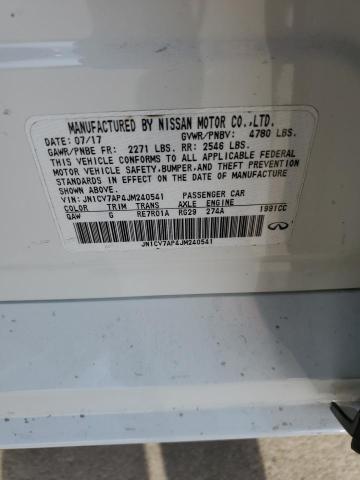 MANUFACTURED BY NISSAN MOTOR CO.,LTD.
DATE: 07/17 GVWR/PNBV: 4780 LBS.
GAWR/PNBE FR: 2271 LBS. RR: 2546 LBS.
THIS VEHICLE CONFORMS TO ALL APPLICABLE FEDERAL
MOTOR VEHICLE SAFETY, BUMPER, AND THEFT PREVENTION
STANDARDS IN EFFECT ON THE DATE OF MANUFACTURE
SHOWN ABOVE.
VIN: JN1CV7AP4JM240541 PASSENGER CAR
COLOR TRIM TRANS AXLE ENGINE
QAW G RE7R01A RG29 274A 1991CC
JN1CV7AP4JM240541